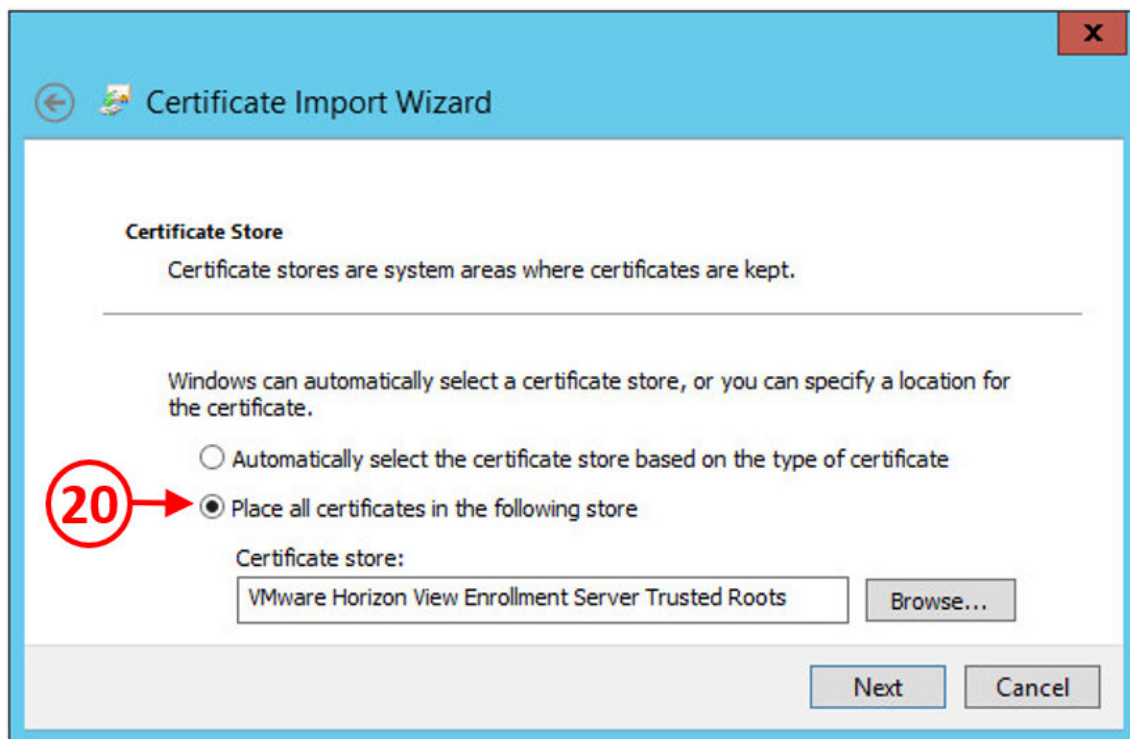 X
Certificate Import Wizard
Certificate Store
Certificate stores are system areas where certificates are kept.
Windows can automatically select a certificate store, or you can specify a location for
the certificate.
Automatically select the certificate store based on the type of certificate
20
Place all certificates in the following store
Certificate store:
VMware Horizon View Enrollment Server Trusted Roots
Browse...
Next
Cancel